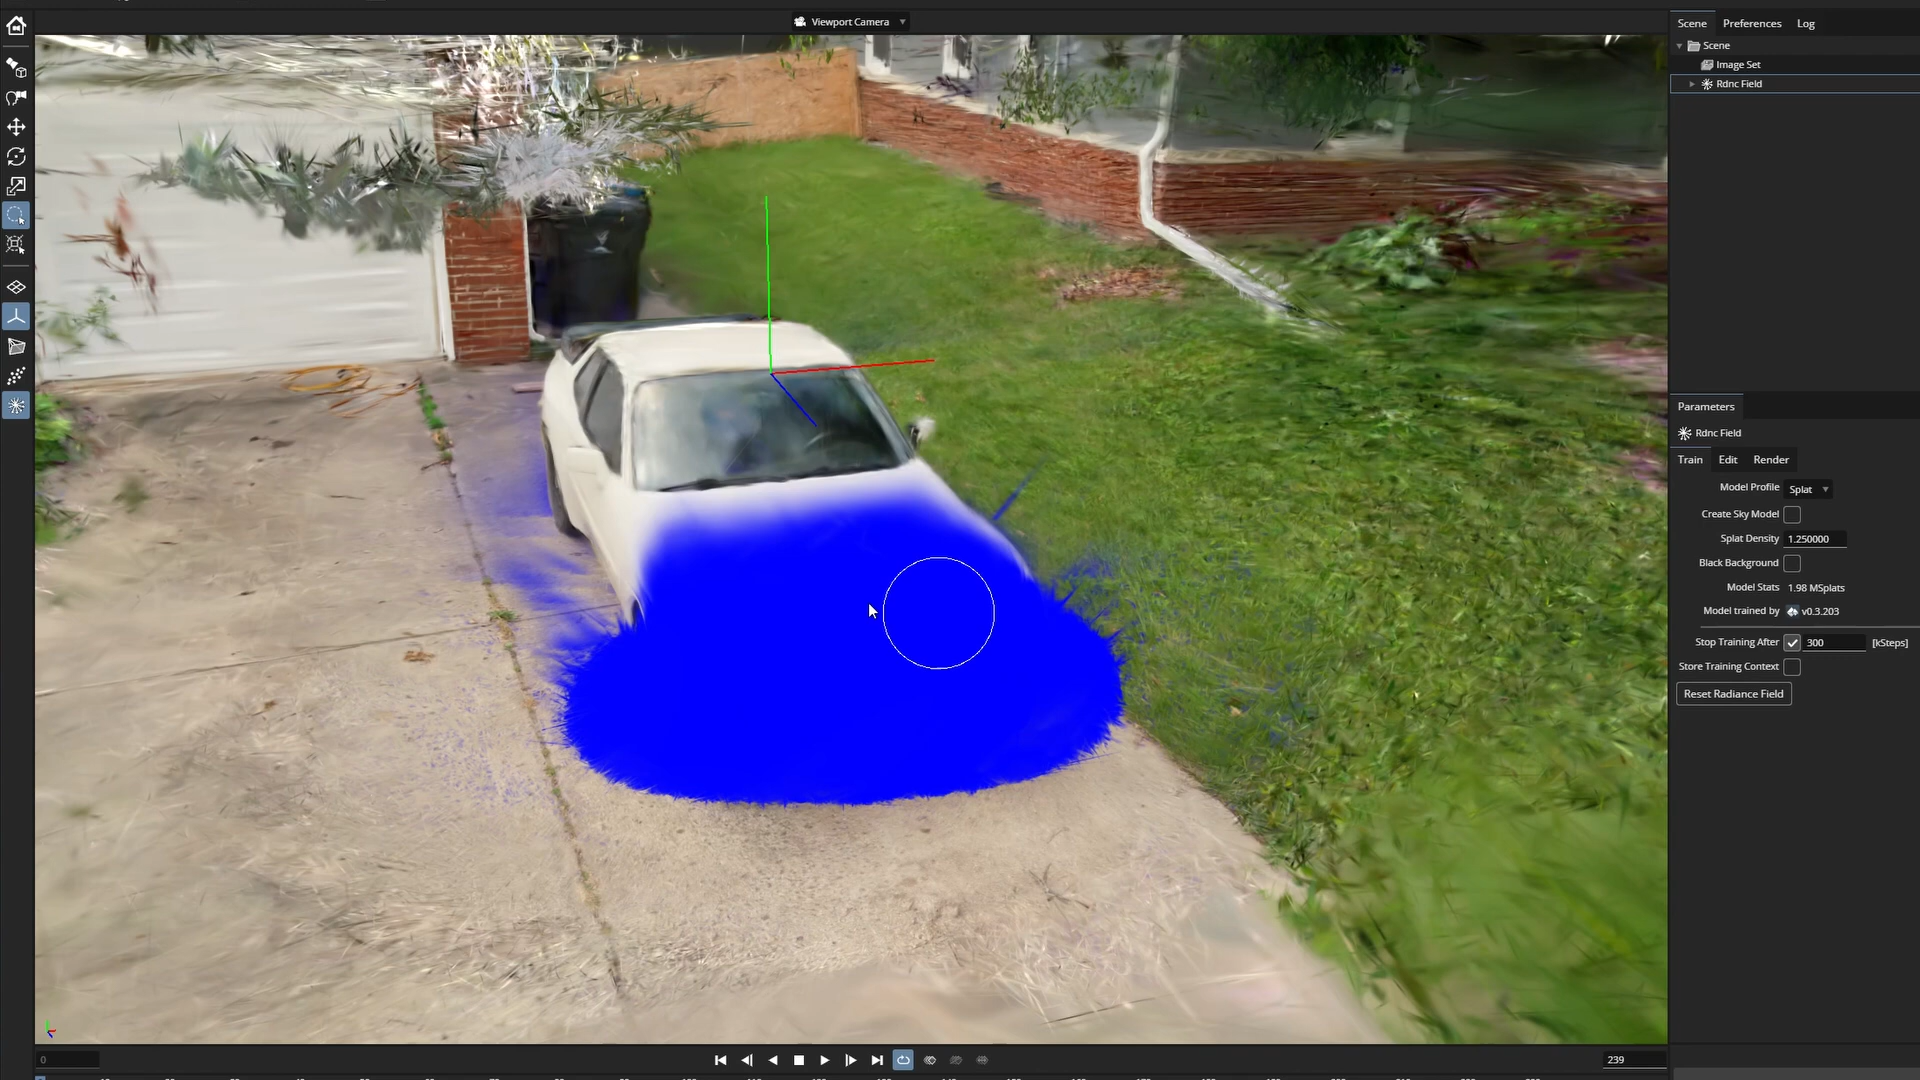 Viewport Camera
Scene Preferences Log
Scene
Image Set
Rdnc Field
Parameters
Rdnc Field
Train Edit Render
Model Profile Splat
Create Sky Model
Splat Density 1.250000
Black Background
Model Stats 1.98 MSplats
Model trained by v0.3.203
Stop Training After 300 [kSteps]
Store Training Context
Reset Radiance Field
0 239